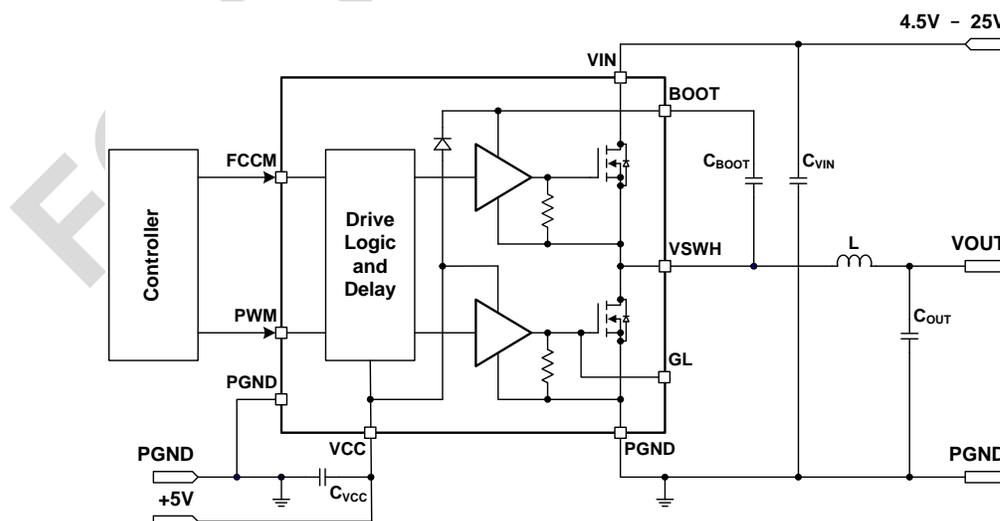 4.5V – 25V
VIN
BOOT
FCCM
CBOOT
CVIN
Controller
Drive
Logic
and
Delay
VSWH
L
VOUT
PWM
COUT
GL
PGND
VCC
PGND
PGND
PGND
CVCC
+5V